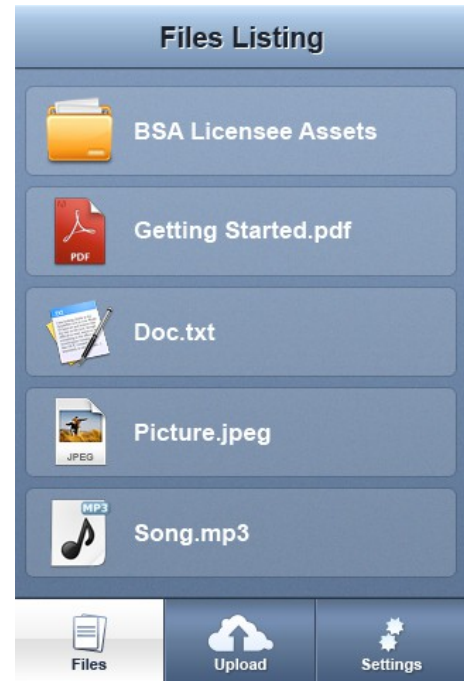 Files Listing
BSA Licensee Assets
PDF
Getting Started.pdf
Doc.txt
JPEG
Picture.jpeg
MP3
Song.mp3
Files
Upload
Settings